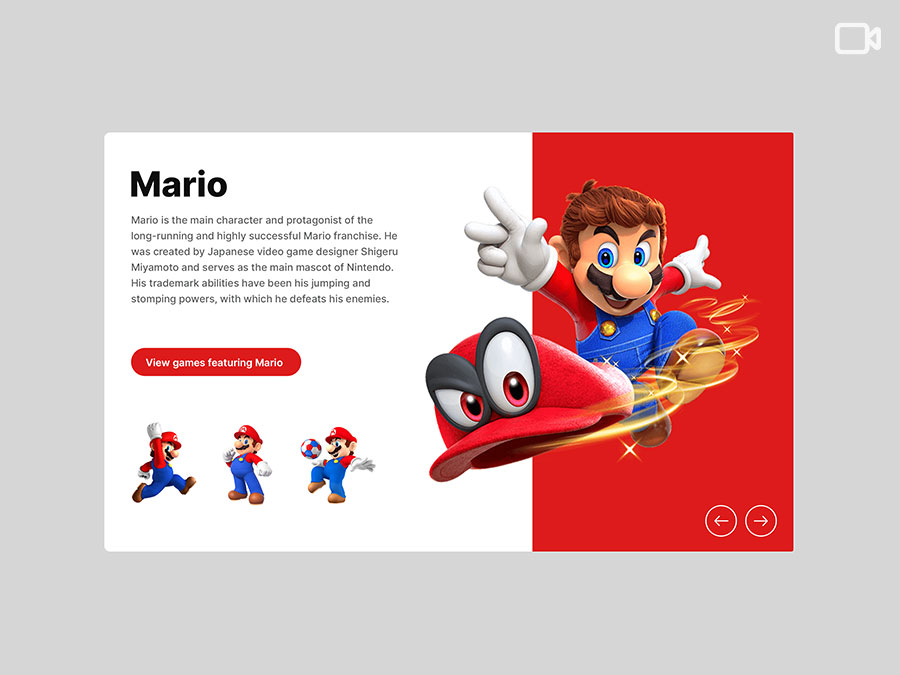 Mario
Mario is the main character and protagonist of the
long-running and highly successful Mario franchise. He
was created by Japanese video game designer Shigeru
Miyamoto and serves as the main mascot of Nintendo.
His trademark abilities have been his jumping and
stomping powers, with which he defeats his enemies.
View games featuring Mario